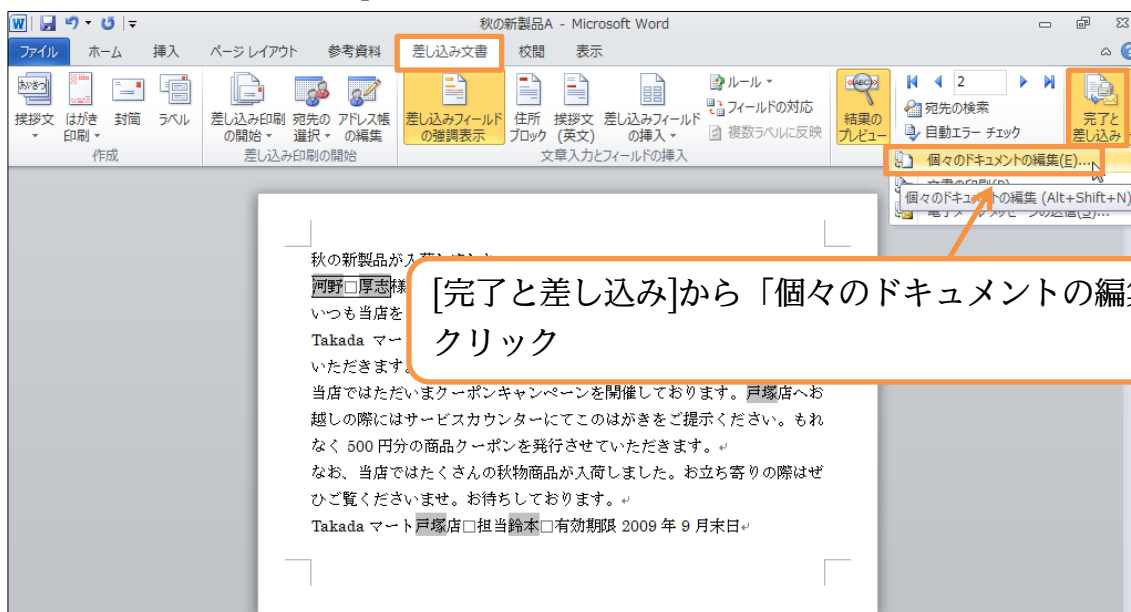 秋の新製品A - Microsoft Word
ファイル ホーム 挿入 ページ レイアウト 参考資料 差し込み文書 校閲 表示
あいさつ
挨拶文 はがき印刷 封筒 ラベル
作成
差し込み印刷の開始 宛先の選択 アドレス帳の編集
差し込み印刷の開始
差し込みフィールドの強調表示 住所ブロック 挨拶文(英文) 差し込みフィールドの挿入
ルール
フィールドの対応
複数ラベルに反映
文章入力とフィールドの挿入
ABC
結果のプレビュー
2
宛先の検索
自動エラー チェック
完了と差し込み
個々のドキュメントの編集(E)...
個々のドキュメントの編集 (Alt+Shift+N)
秋の新製品が
河野□厚志様
いつも当店を
Takada マー
いただきます。
[完了と差し込み]から「個々のドキュメントの編
クリック
当店ではただいまクーポンキャンペーンを開催しております。戸塚店へお
越しの際にはサービスカウンターにてこのはがきをご提示ください。もれ
なく 500 円分の商品クーポンを発行させていただきます。
なお、当店ではたくさんの秋物商品が入荷しました。お立ち寄りの際はぜ
ひご覧くださいませ。お待ちしております。
Takada マート戸塚店□担当鈴本□有効期限 2009 年 9 月末日